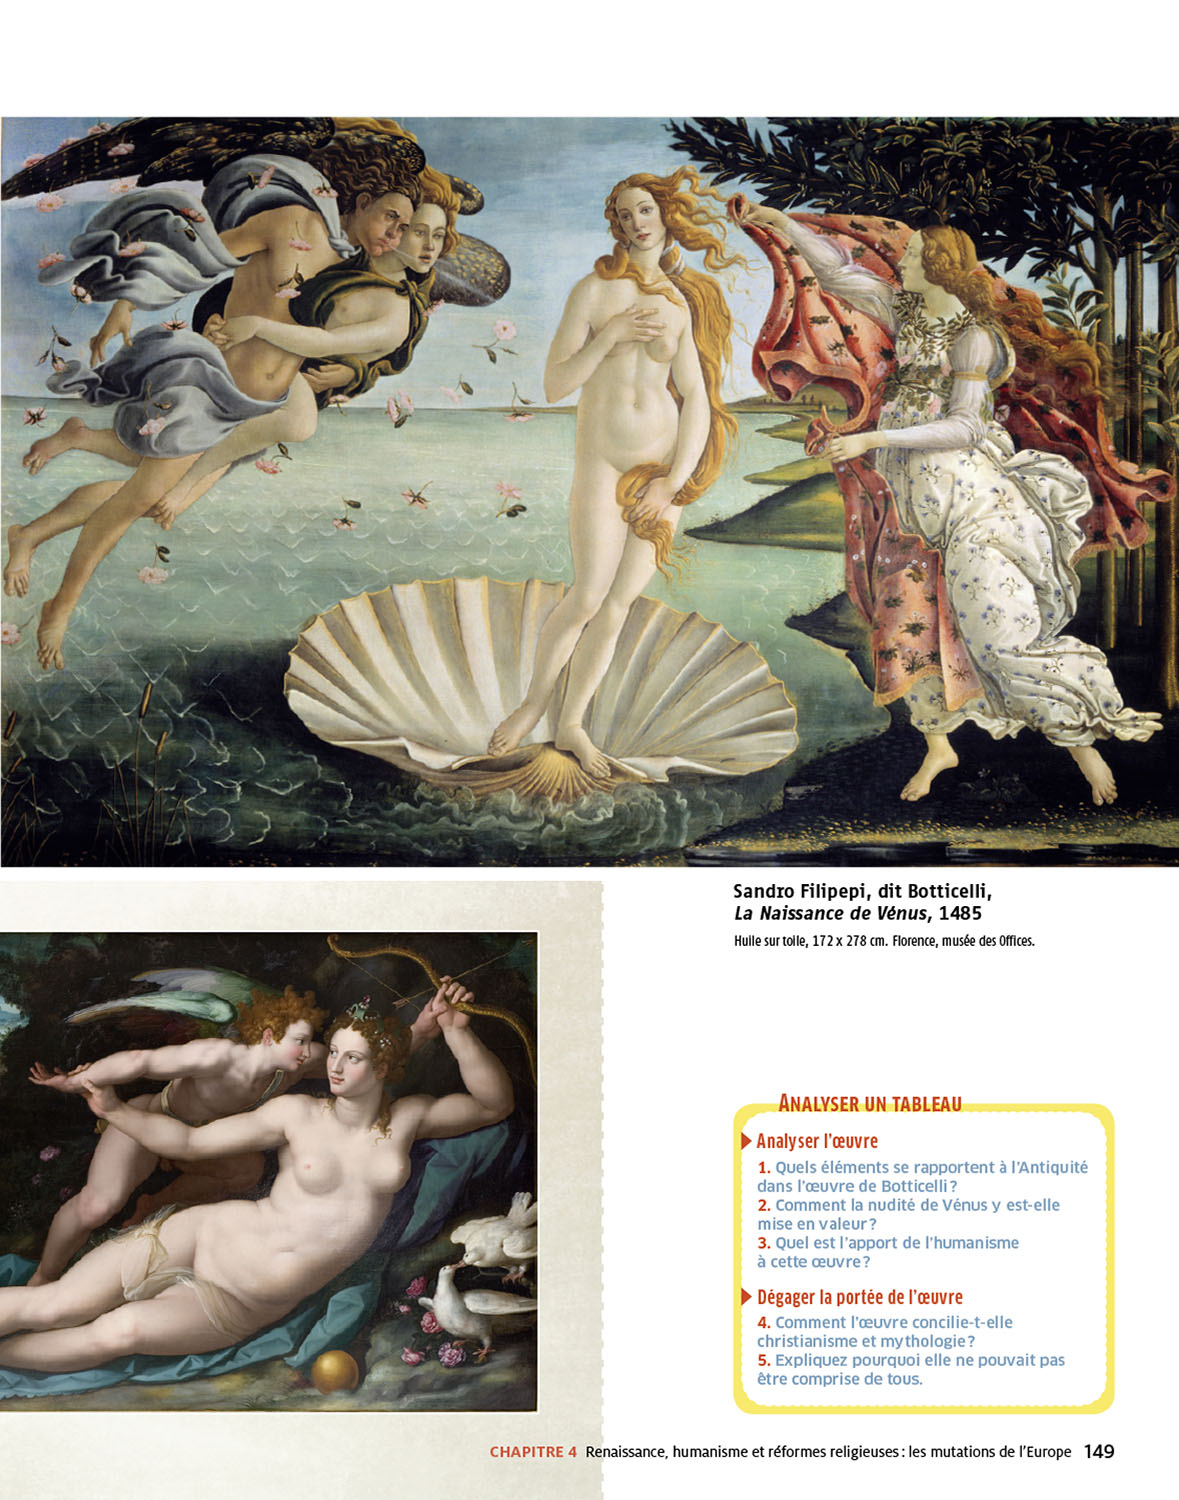 Sandro Filipepi, dit Botticelli,
La Naissance de Vénus, 1485
Huile sur toile, 172 x 278 cm. Florence, musée des Offices.
ANALYSER UN TABLEAU
Analyser l'œuvre
1. Quels éléments se rapportent à l'Antiquité
dans l'œuvre de Botticelli ?
2. Comment la nudité de Vénus y est-elle
mise en valeur ?
3. Quel est l'apport de l'humanisme
à cette œuvre ?
Dégager la portée de l'œuvre
4. Comment l'œuvre concilie-t-elle
christianisme et mythologie ?
5. Expliquez pourquoi elle ne pouvait pas
être comprise de tous.
CHAPITRE 4 Renaissance, humanisme et réformes religieuses : les mutations de l'Europe 149